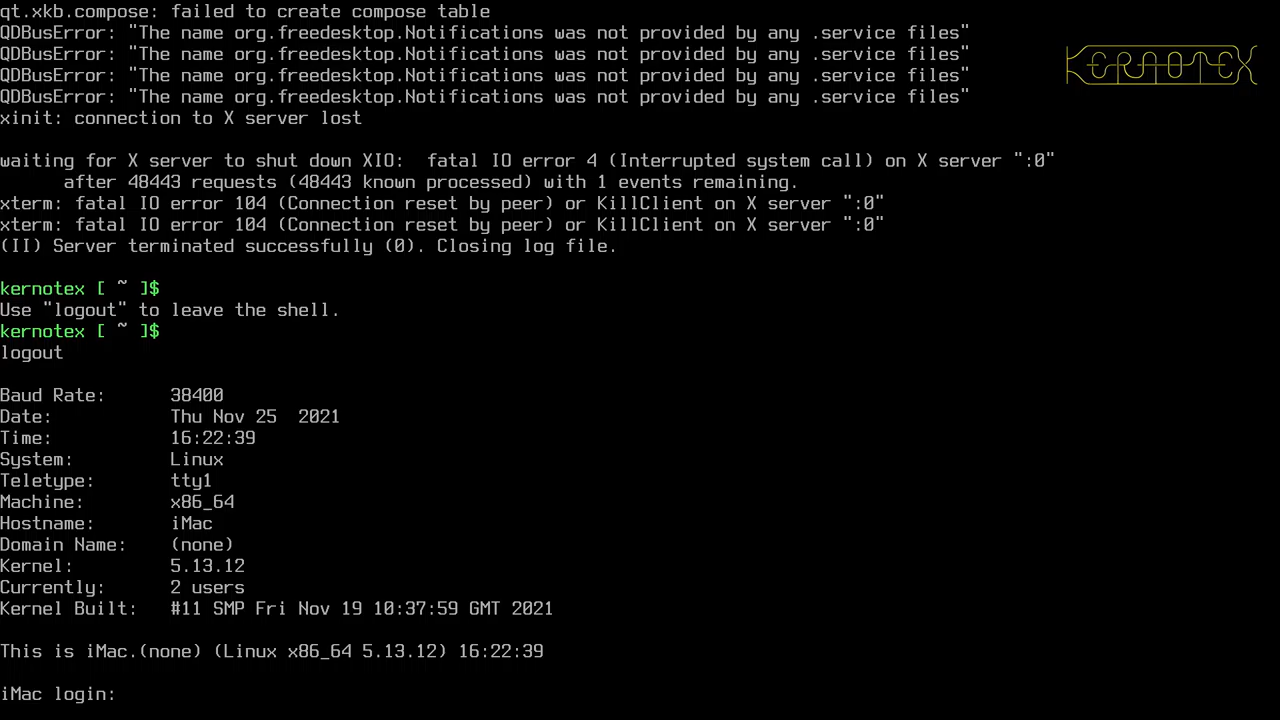 qt.xkb.compose: failed to create compose table
QDBusError: "The name org.freedesktop.Notifications was not provided by any .service files"
QDBusError: "The name org.freedesktop.Notifications was not provided by any .service files"
QDBusError: "The name org.freedesktop.Notifications was not provided by any .service files"
QDBusError: "The name org.freedesktop.Notifications was not provided by any .service files"
KERNOTEX
xinit: connection to X server lost
waiting for X server to shut down XIO:  fatal IO error 4 (Interrupted system call) on X server ":0"
      after 48443 requests (48443 known processed) with 1 events remaining.
xterm: fatal IO error 104 (Connection reset by peer) or KillClient on X server ":0"
xterm: fatal IO error 104 (Connection reset by peer) or KillClient on X server ":0"
(II) Server terminated successfully (0). Closing log file.
kernotex [ ~ ]$
Use "logout" to leave the shell.
kernotex [ ~ ]$
logout
Baud Rate:      38400
Date:           Thu Nov 25  2021
Time:           16:22:39
System:         Linux
Teletype:       tty1
Machine:        x86_64
Hostname:       iMac
Domain Name:    (none)
Kernel:         5.13.12
Currently:      2 users
Kernel Built:   #11 SMP Fri Nov 19 10:37:59 GMT 2021
This is iMac.(none) (Linux x86_64 5.13.12) 16:22:39
iMac login: